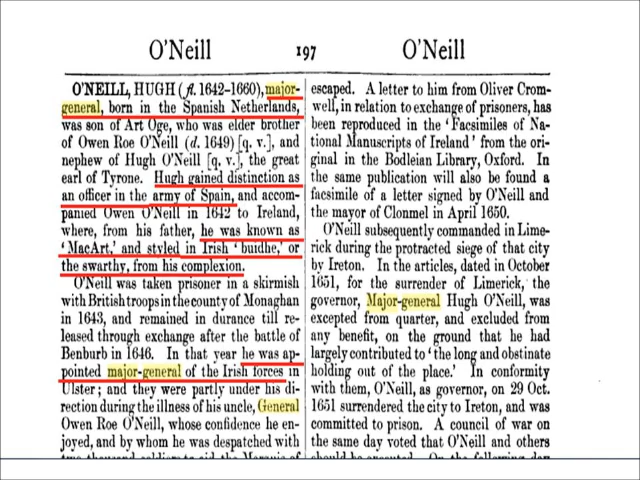 O'Neill 197 O'Neill
O'NEILL, HUGH (fl. 1642-1660), major-
general, born in the Spanish Netherlands,
was son of Art Oge, who was elder brother
of Owen Roe O'Neill (d. 1649) [q. v.], and
nephew of Hugh O'Neill [q. v.], the great
earl of Tyrone. Hugh gained distinction as
an officer in the army of Spain, and accom-
panied Owen O'Neill in 1642 to Ireland,
where, from his father, he was known as
'MacArt,' and styled in Irish 'buidhe,' or
the swarthy, from his complexion.
O'Neill was taken prisoner in a skirmish
with British troops in the county of Monaghan
in 1643, and remained in durance till re-
leased through exchange after the battle of
Benburb in 1646. In that year he was ap-
pointed major-general of the Irish forces in
Ulster; and they were partly under his di-
rection during the illness of his uncle, General
Owen Roe O'Neill, whose confidence he en-
joyed, and by whom he was despatched with
two thousand soldiers to aid the Marquis of
escaped. A letter to him from Oliver Crom-
well, in relation to exchange of prisoners, has
been reproduced in the 'Facsimiles of Na-
tional Manuscripts of Ireland' from the ori-
ginal in the Bodleian Library, Oxford. In
the same publication will also be found a
facsimile of a letter signed by O'Neill and
the mayor of Clonmel in April 1650.
O'Neill subsequently commanded in Lime-
rick during the protracted siege of that city
by Ireton. In the articles, dated in October
1651, for the surrender of Limerick, the
governor, Major-general Hugh O'Neill, was
excepted from quarter, and excluded from
any benefit, on the ground that he had
largely contributed to 'the long and obstinate
holding out of the place.' In conformity
with them, O'Neill, as governor, on 29 Oct.
1651 surrendered the city to Ireton, and was
committed to prison. A council of war on
the same day voted that O'Neill and others
should be executed. On the following day